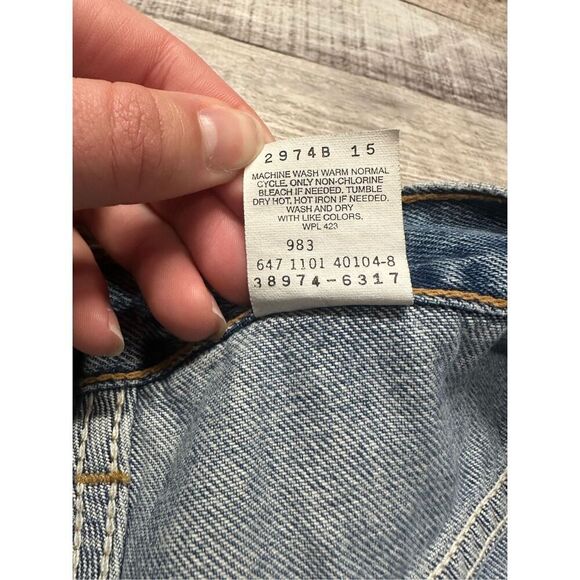 2974B 15
MACHINE WASH WARM NORMAL
CYCLE. ONLY NON-CHLORINE
BLEACH IF NEEDED. TUMBLE
DRY HOT. HOT IRON IF NEEDED.
WASH AND DRY
WITH LIKE COLORS.
WPL 423
983
647 1101 40104-8
38974-6317